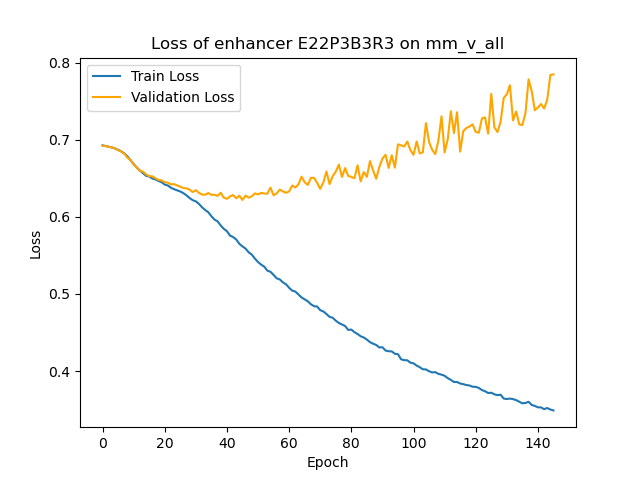 Loss of enhancer E22P3B3R3 on mm_v_all
Train Loss
Validation Loss
0.8
0.7
0.6
0.5
0.4
Loss
0
20
40
60
80
100
120
140
Epoch